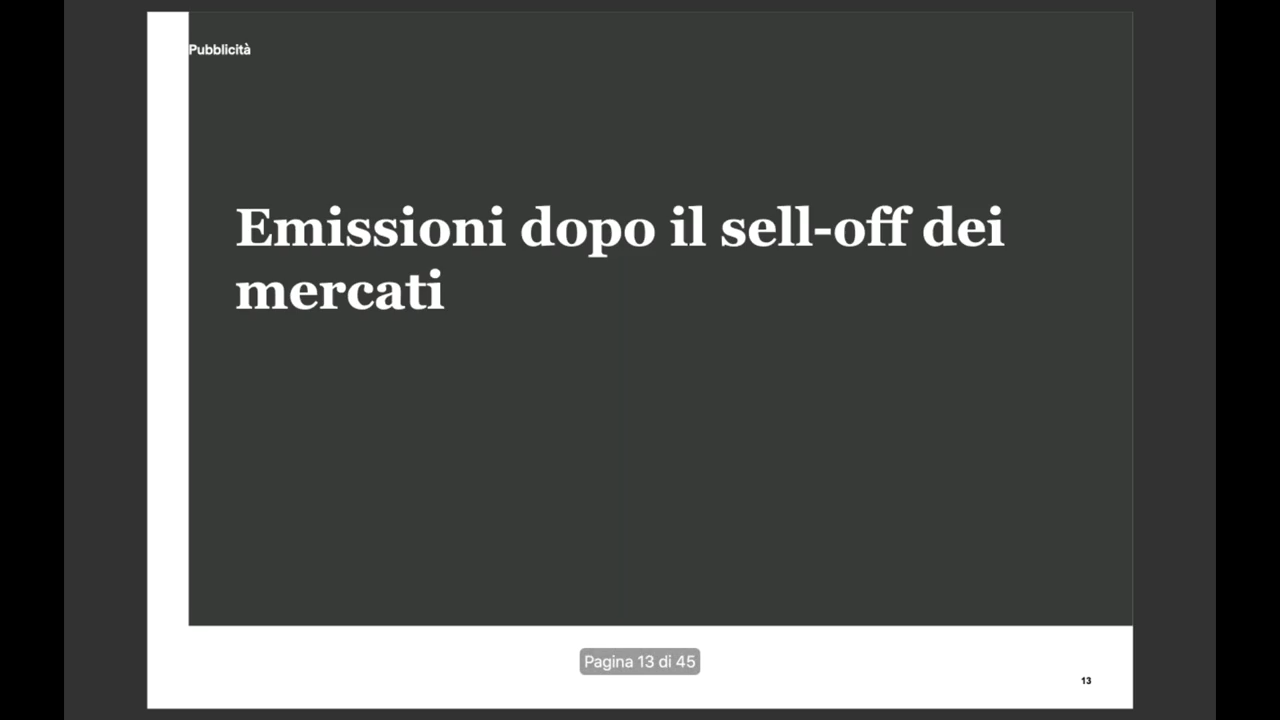 Pubblicità
Emissioni dopo il sell-off dei
mercati
Pagina 13 di 45
13